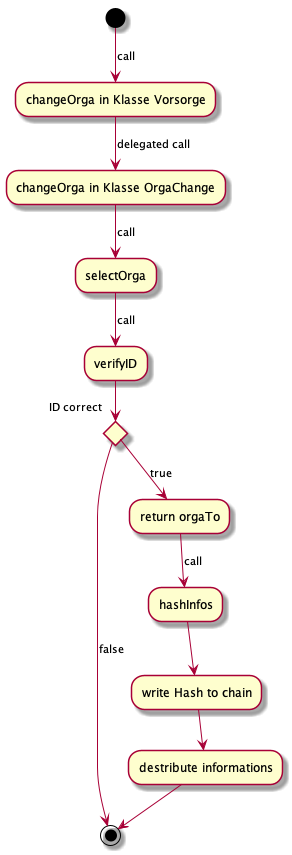 call
changeOrga in Klasse Vorsorge
delegated call
changeOrga in Klasse OrgaChange
call
selectOrga
call
verifyID
ID correct
true
return orgaTo
call
hashInfos
false
write Hash to chain
destribute informations